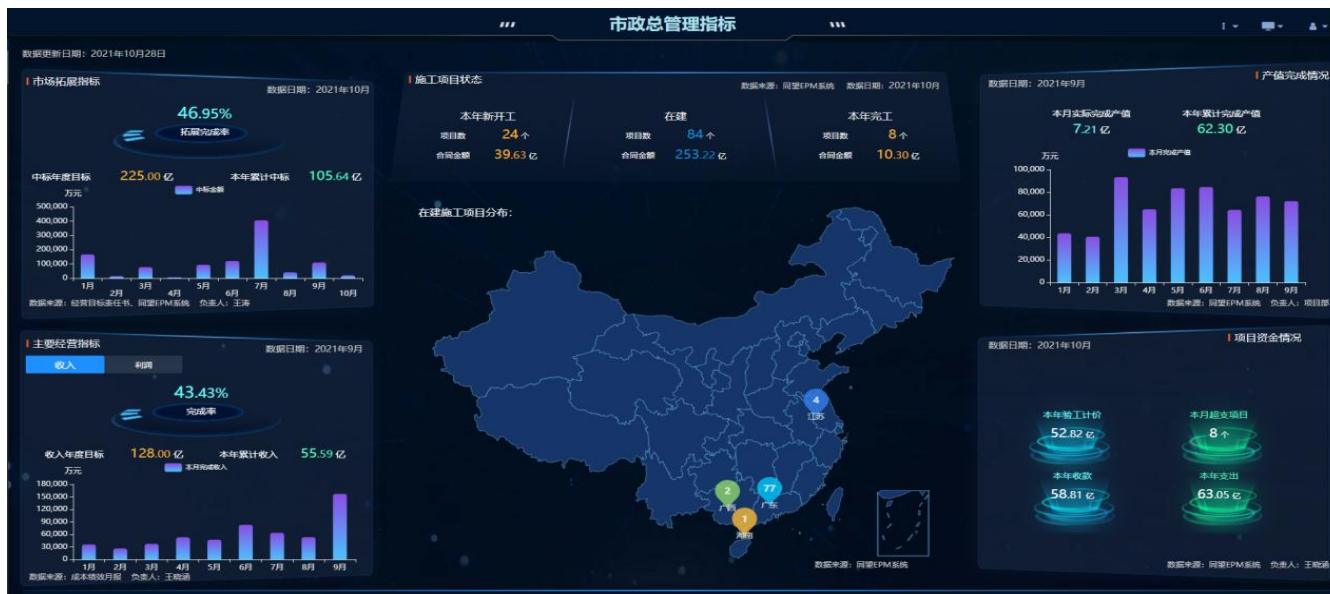 市政总管理指标
数据更新日期：2021年10月28日
市场拓展指标
数据日期：2021年10月
46.95%
拓展完成率
中标年度目标 225.00 亿 本年累计中标 105.64 亿
万元 中标金额
500,000
400,000
300,000
200,000
100,000
0
1月 2月 3月 4月 5月 6月 7月 8月 9月 10月
数据来源：经营目标责任书、同望EPM系统 负责人：王涛
主要经营指标
数据日期：2021年9月
收入 利润
43.43%
完成率
收入年度目标 128.00 亿 本年累计收入 55.59 亿
万元 本月完成收入
180,000
150,000
120,000
90,000
60,000
30,000
0
1月 2月 3月 4月 5月 6月 7月 8月 9月
数据来源：成本绩效月报 负责人：王晓涵
施工项目状态
数据来源：同望EPM系统 数据日期：2021年10月
本年新开工 在建 本年完工
项目数 24 个 项目数 84 个 项目数 8 个
合同金额 39.63 亿 合同金额 253.22 亿 合同金额 10.30 亿
在建施工项目分布：
4
江苏
2
广西
77
广东
1
海南
数据来源：同望EPM系统
产值完成情况
数据日期：2021年9月
本月实际完成产值 本年累计完成产值
7.21 亿 62.30 亿
万元 本月完成产值
100,000
80,000
60,000
40,000
20,000
0
1月 2月 3月 4月 5月 6月 7月 8月 9月
数据来源：同望EPM系统 负责人：项目部
项目资金情况
数据日期：2021年10月
本年验工计价 本月超支项目
52.82 亿 8 个
本年收款 本年支出
58.81 亿 63.05 亿
数据来源：同望EPM系统 负责人：王晓涵